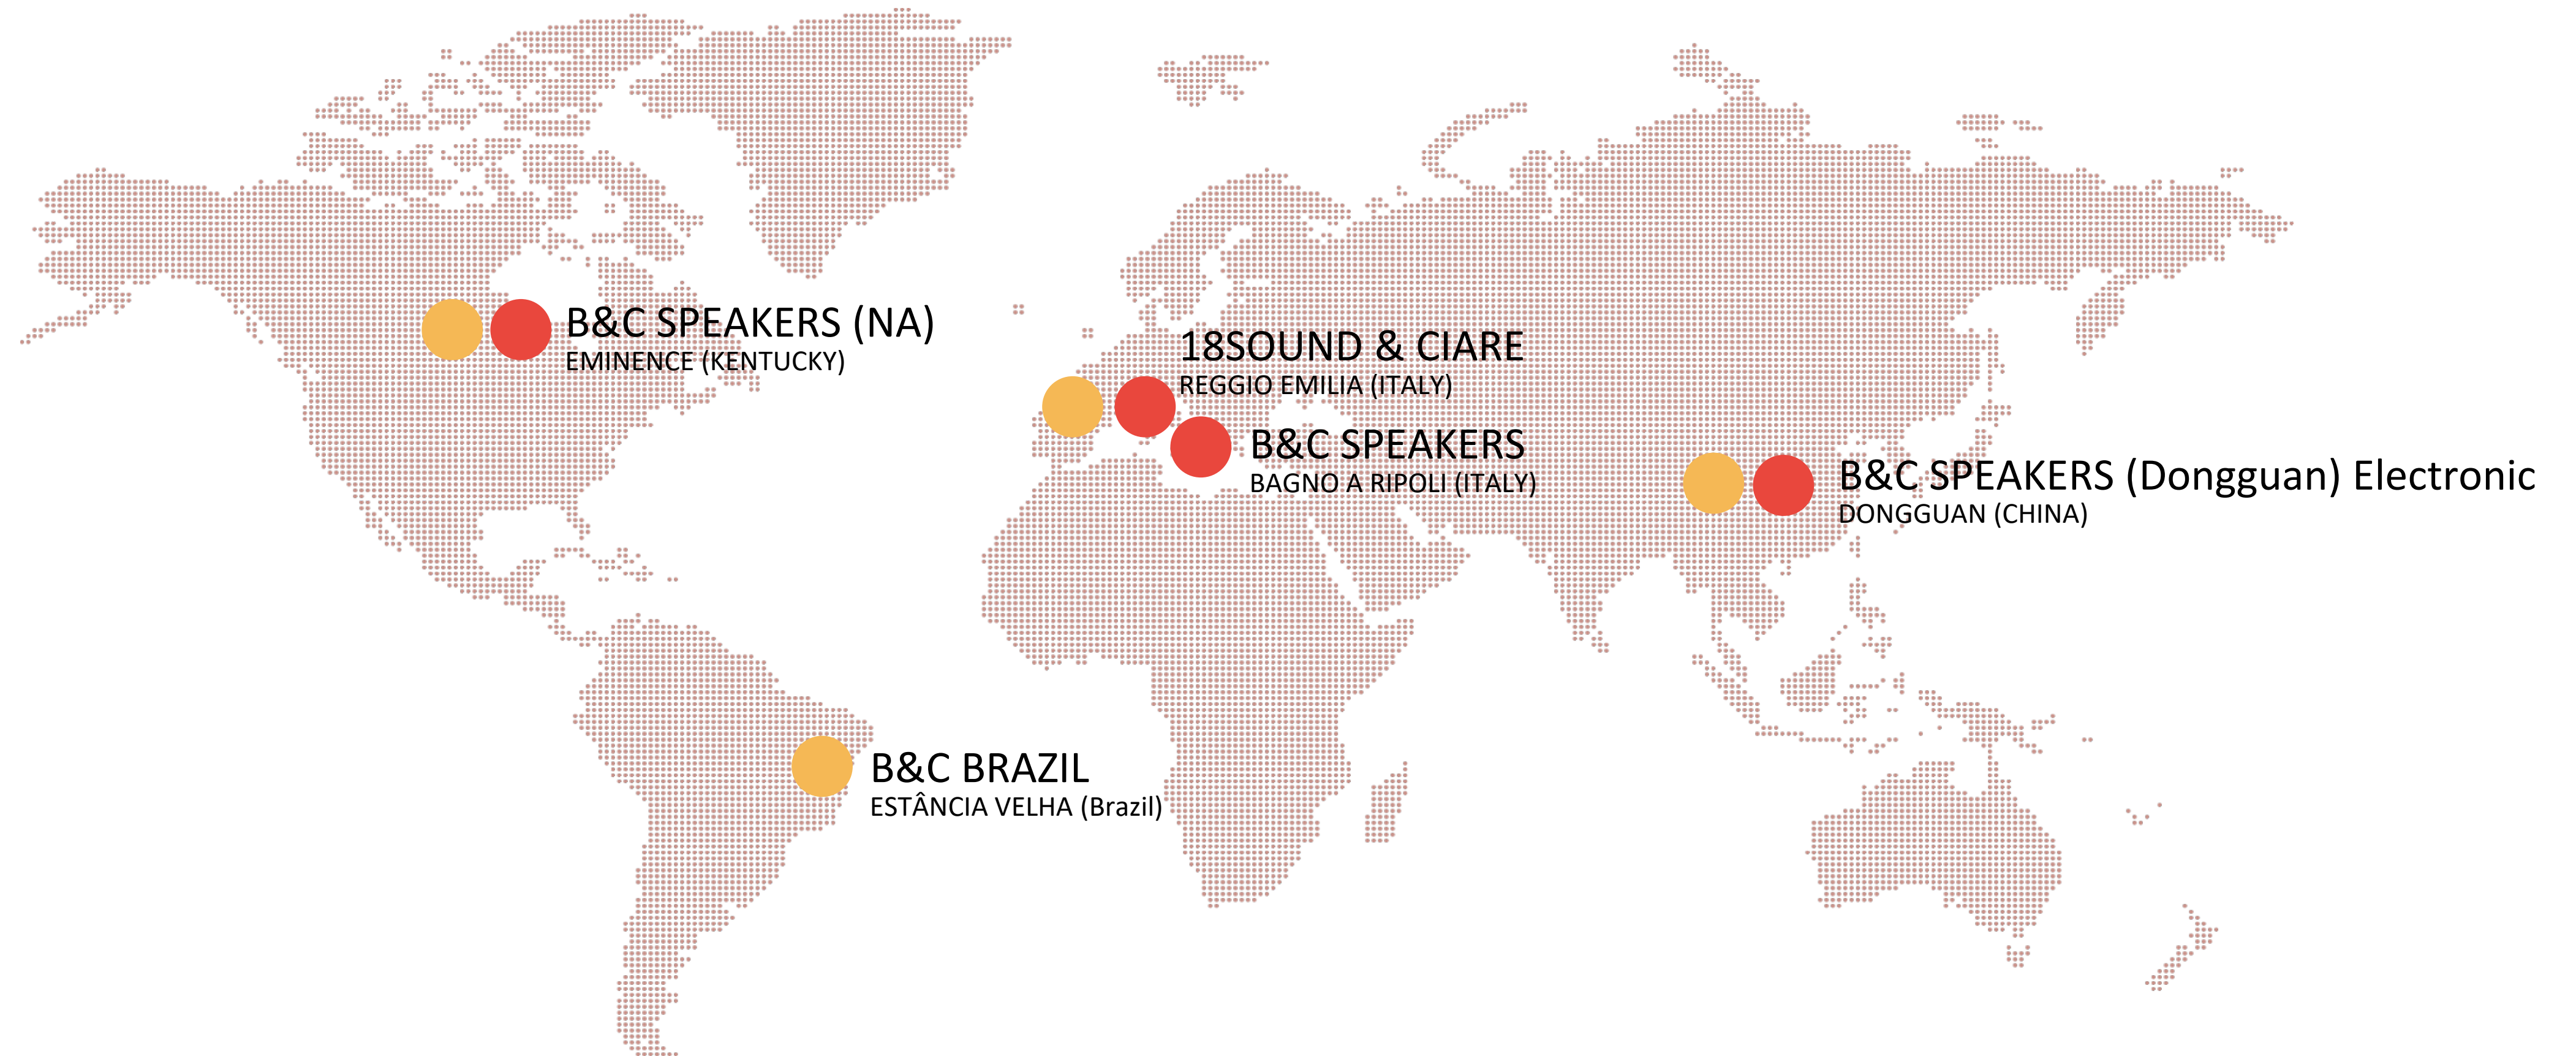 B&C SPEAKERS (NA)
EMINENCE (KENTUCKY)
18SOUND & CIARE
REGGIO EMILIA (ITALY)
B&C SPEAKERS
BAGNO A RIPOLI (ITALY)
B&C SPEAKERS (Dongguan) Electronic
DONGGUAN (CHINA)
B&C BRAZIL
ESTÂNCIA VELHA (Brazil)